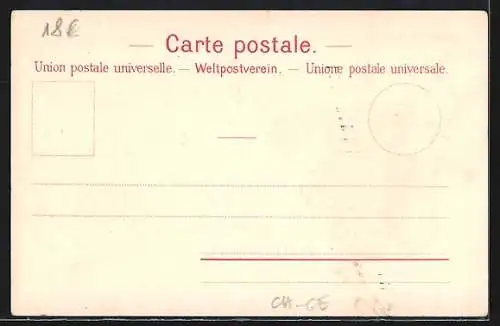 18€
— Carte postale. —
Union postale universelle. — Weltpostverein. — Unione postale universale.
CH-GE